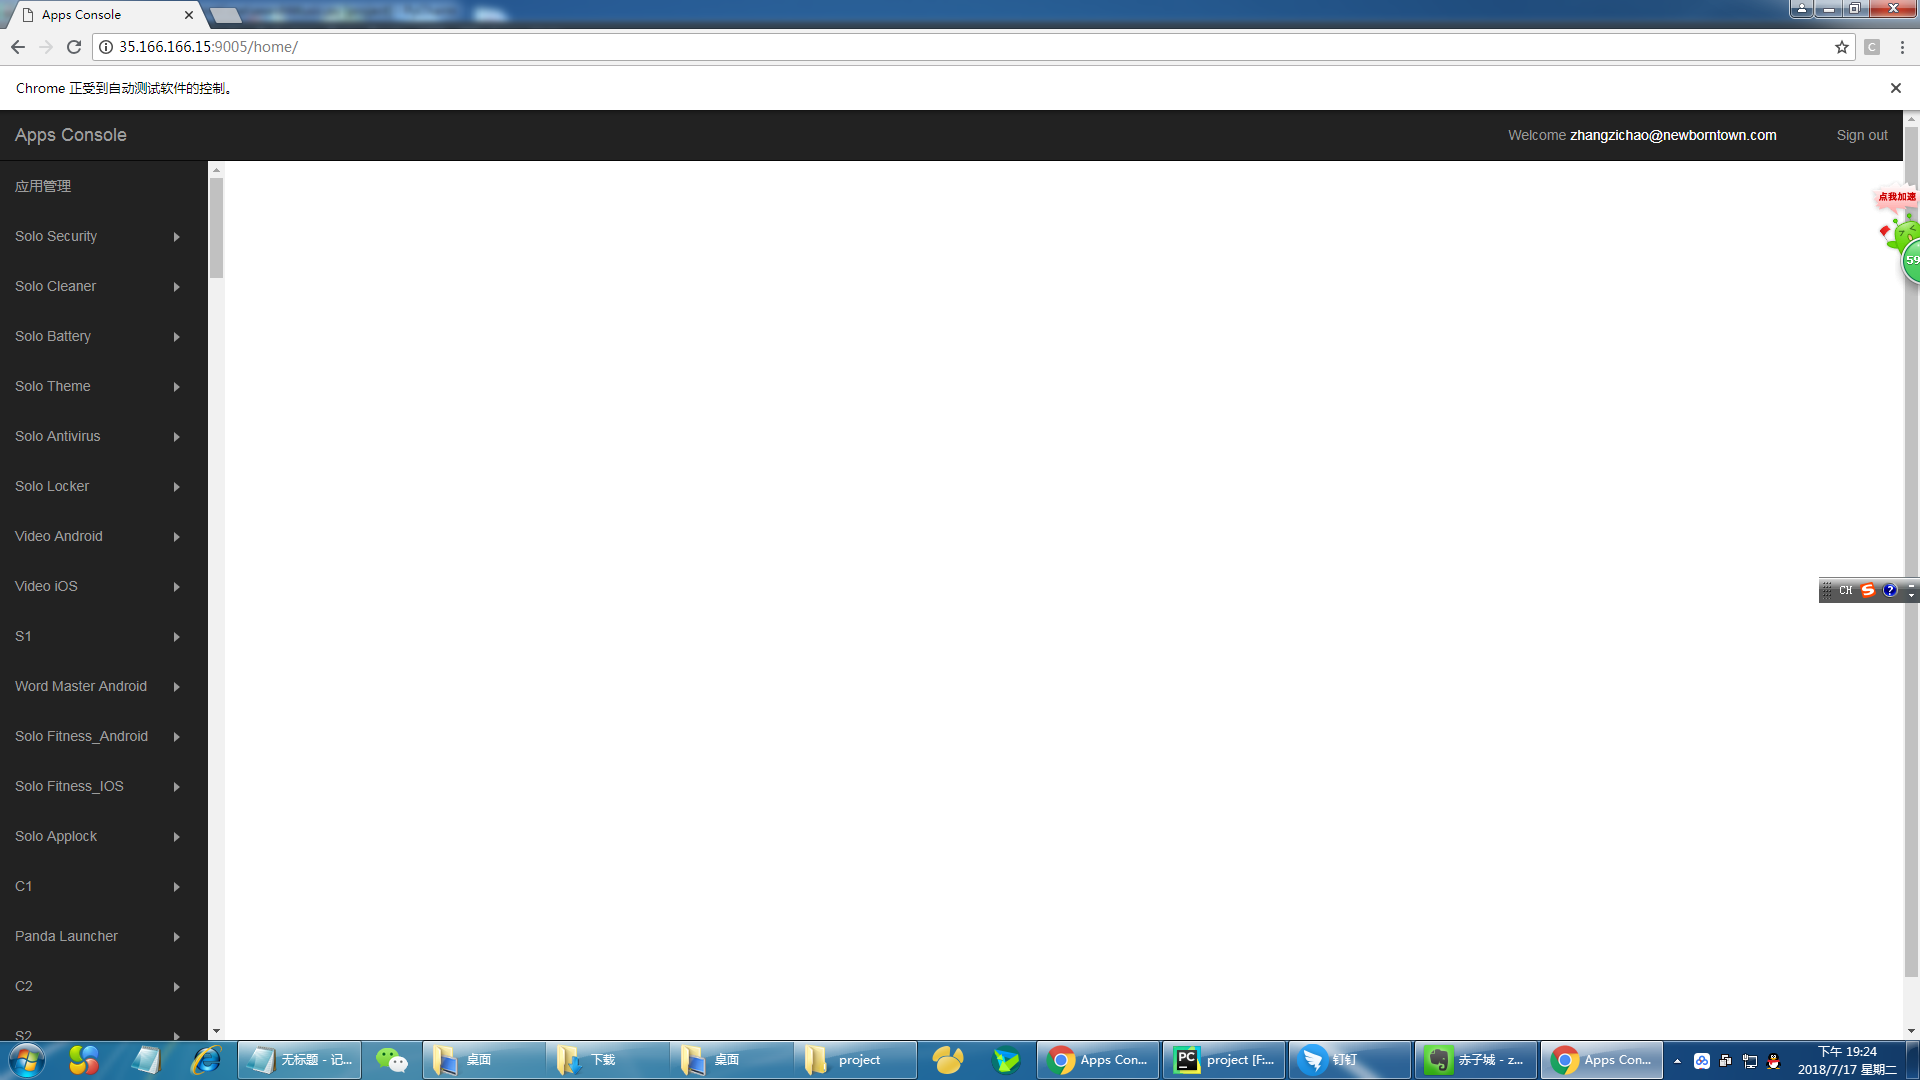 Apps Console
35.166.166.15:9005/home/
C
Chrome 正受到自动测试软件的控制。
Apps Console
Welcome zhangzichao@newborntown.com
Sign out
应用管理
点我加速
Solo Security
59
Solo Cleaner
Solo Battery
Solo Theme
Solo Antivirus
Solo Locker
Video Android
Video iOS
CH
S1
Word Master Android
Solo Fitness_Android
Solo Fitness_IOS
Solo Applock
C1
Panda Launcher
C2
S2
无标题 - 记...
桌面
下载
桌面
project
Apps Con...
PC
project [F:...
钉钉
赤子城 - z...
Apps Con...
下午 19:24
2018/7/17 星期二